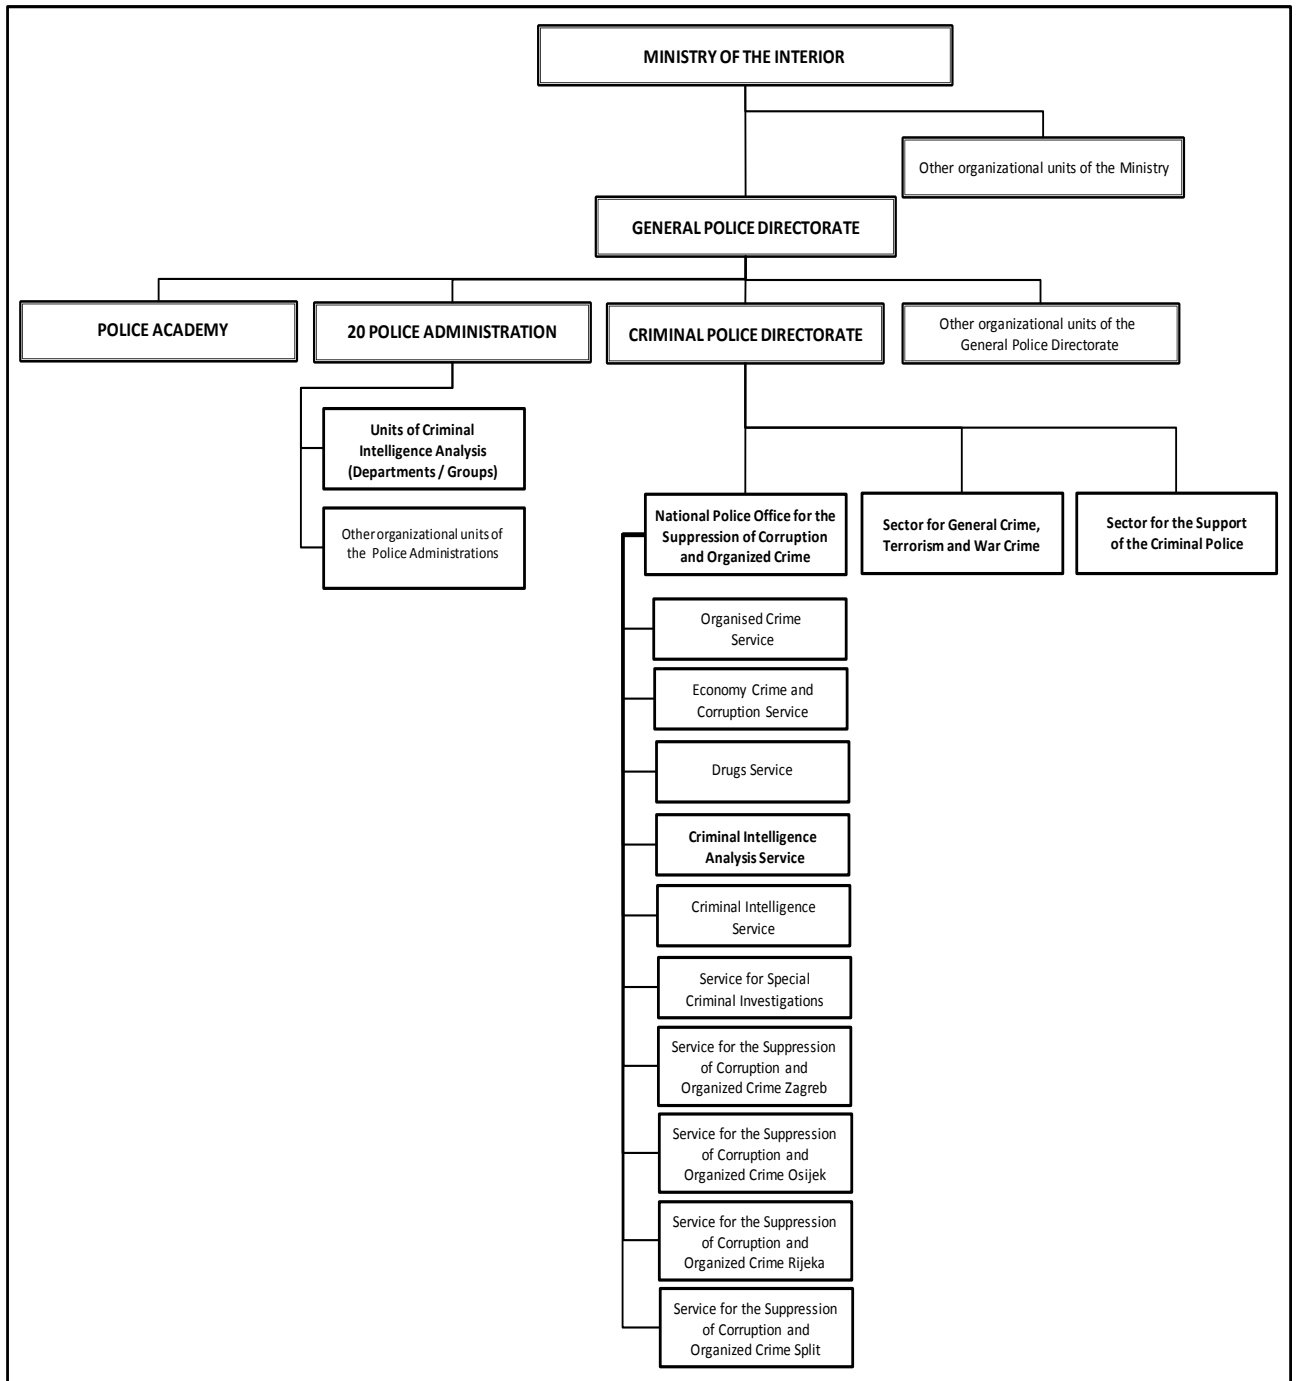 MINISTRY OF THE INTERIOR
Other organizational units of the Ministry
GENERAL POLICE DIRECTORATE
POLICE ACADEMY
20 POLICE ADMINISTRATION
CRIMINAL POLICE DIRECTORATE
Other organizational units of the
General Police Directorate
Units of Criminal
Intelligence Analysis
(Departments / Groups)
Other organizational units of
the Police Administrations
National Police Office for the
Suppression of Corruption
and Organized Crime
Sector for General Crime,
Terrorism and War Crime
Sector for the Support
of the Criminal Police
Organised Crime
Service
Economy Crime and
Corruption Service
Drugs Service
Criminal Intelligence
Analysis Service
Criminal Intelligence
Service
Service for Special
Criminal Investigations
Service for the Suppression
of Corruption and
Organized Crime Zagreb
Service for the Suppression
of Corruption and
Organized Crime Osijek
Service for the Suppression
of Corruption and
Organized Crime Rijeka
Service for the Suppression
of Corruption and
Organized Crime Split